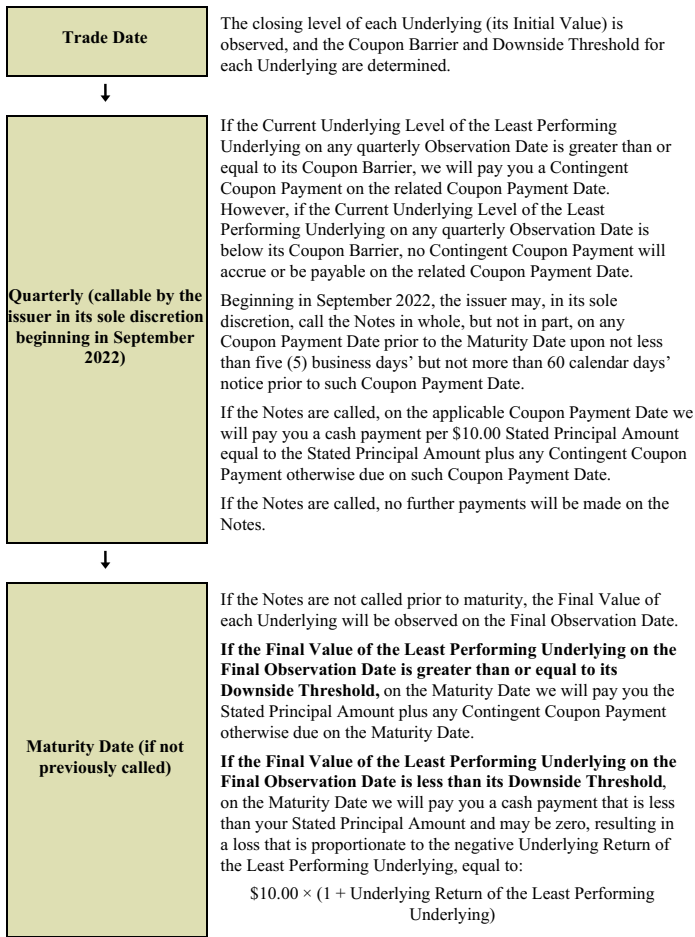 Trade Date
The closing level of each Underlying (its Initial Value) is
observed, and the Coupon Barrier and Downside Threshold for
each Underlying are determined.
Quarterly (callable by the
issuer in its sole discretion
beginning in September
2022)
If the Current Underlying Level of the Least Performing
Underlying on any quarterly Observation Date is greater than or
equal to its Coupon Barrier, we will pay you a Contingent
Coupon Payment on the related Coupon Payment Date.
However, if the Current Underlying Level of the Least
Performing Underlying on any quarterly Observation Date is
below its Coupon Barrier, no Contingent Coupon Payment will
accrue or be payable on the related Coupon Payment Date.
Beginning in September 2022, the issuer may, in its sole
discretion, call the Notes in whole, but not in part, on any
Coupon Payment Date prior to the Maturity Date upon not less
than five (5) business days’ but not more than 60 calendar days’
notice prior to such Coupon Payment Date.
If the Notes are called, on the applicable Coupon Payment Date we
will pay you a cash payment per $10.00 Stated Principal Amount
equal to the Stated Principal Amount plus any Contingent Coupon
Payment otherwise due on such Coupon Payment Date.
If the Notes are called, no further payments will be made on the
Notes.
Maturity Date (if not
previously called)
If the Notes are not called prior to maturity, the Final Value of
each Underlying will be observed on the Final Observation Date.
If the Final Value of the Least Performing Underlying on the
Final Observation Date is greater than or equal to its
Downside Threshold, on the Maturity Date we will pay you the
Stated Principal Amount plus any Contingent Coupon Payment
otherwise due on the Maturity Date.
If the Final Value of the Least Performing Underlying on the
Final Observation Date is less than its Downside Threshold,
on the Maturity Date we will pay you a cash payment that is less
than your Stated Principal Amount and may be zero, resulting in
a loss that is proportionate to the negative Underlying Return of
the Least Performing Underlying, equal to:
$10.00 × (1 + Underlying Return of the Least Performing
Underlying)